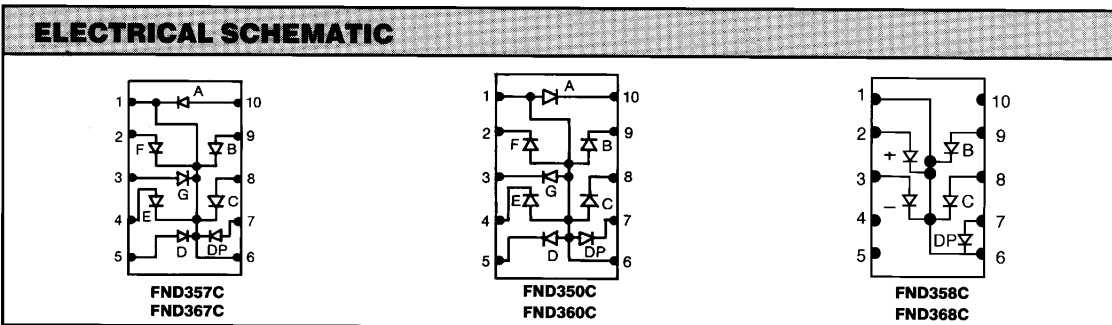 ELECTRICAL SCHEMATIC
1 A 10
2 F B 9
3 G 8
4 E C 7
5 D DP 6
FND357C
FND367C
1 A 10
2 F B 9
3 G 8
4 E C 7
5 D DP 6
FND350C
FND360C
1 10
2 + B 9
3 8
4 − C 7
5 DP 6
FND358C
FND368C